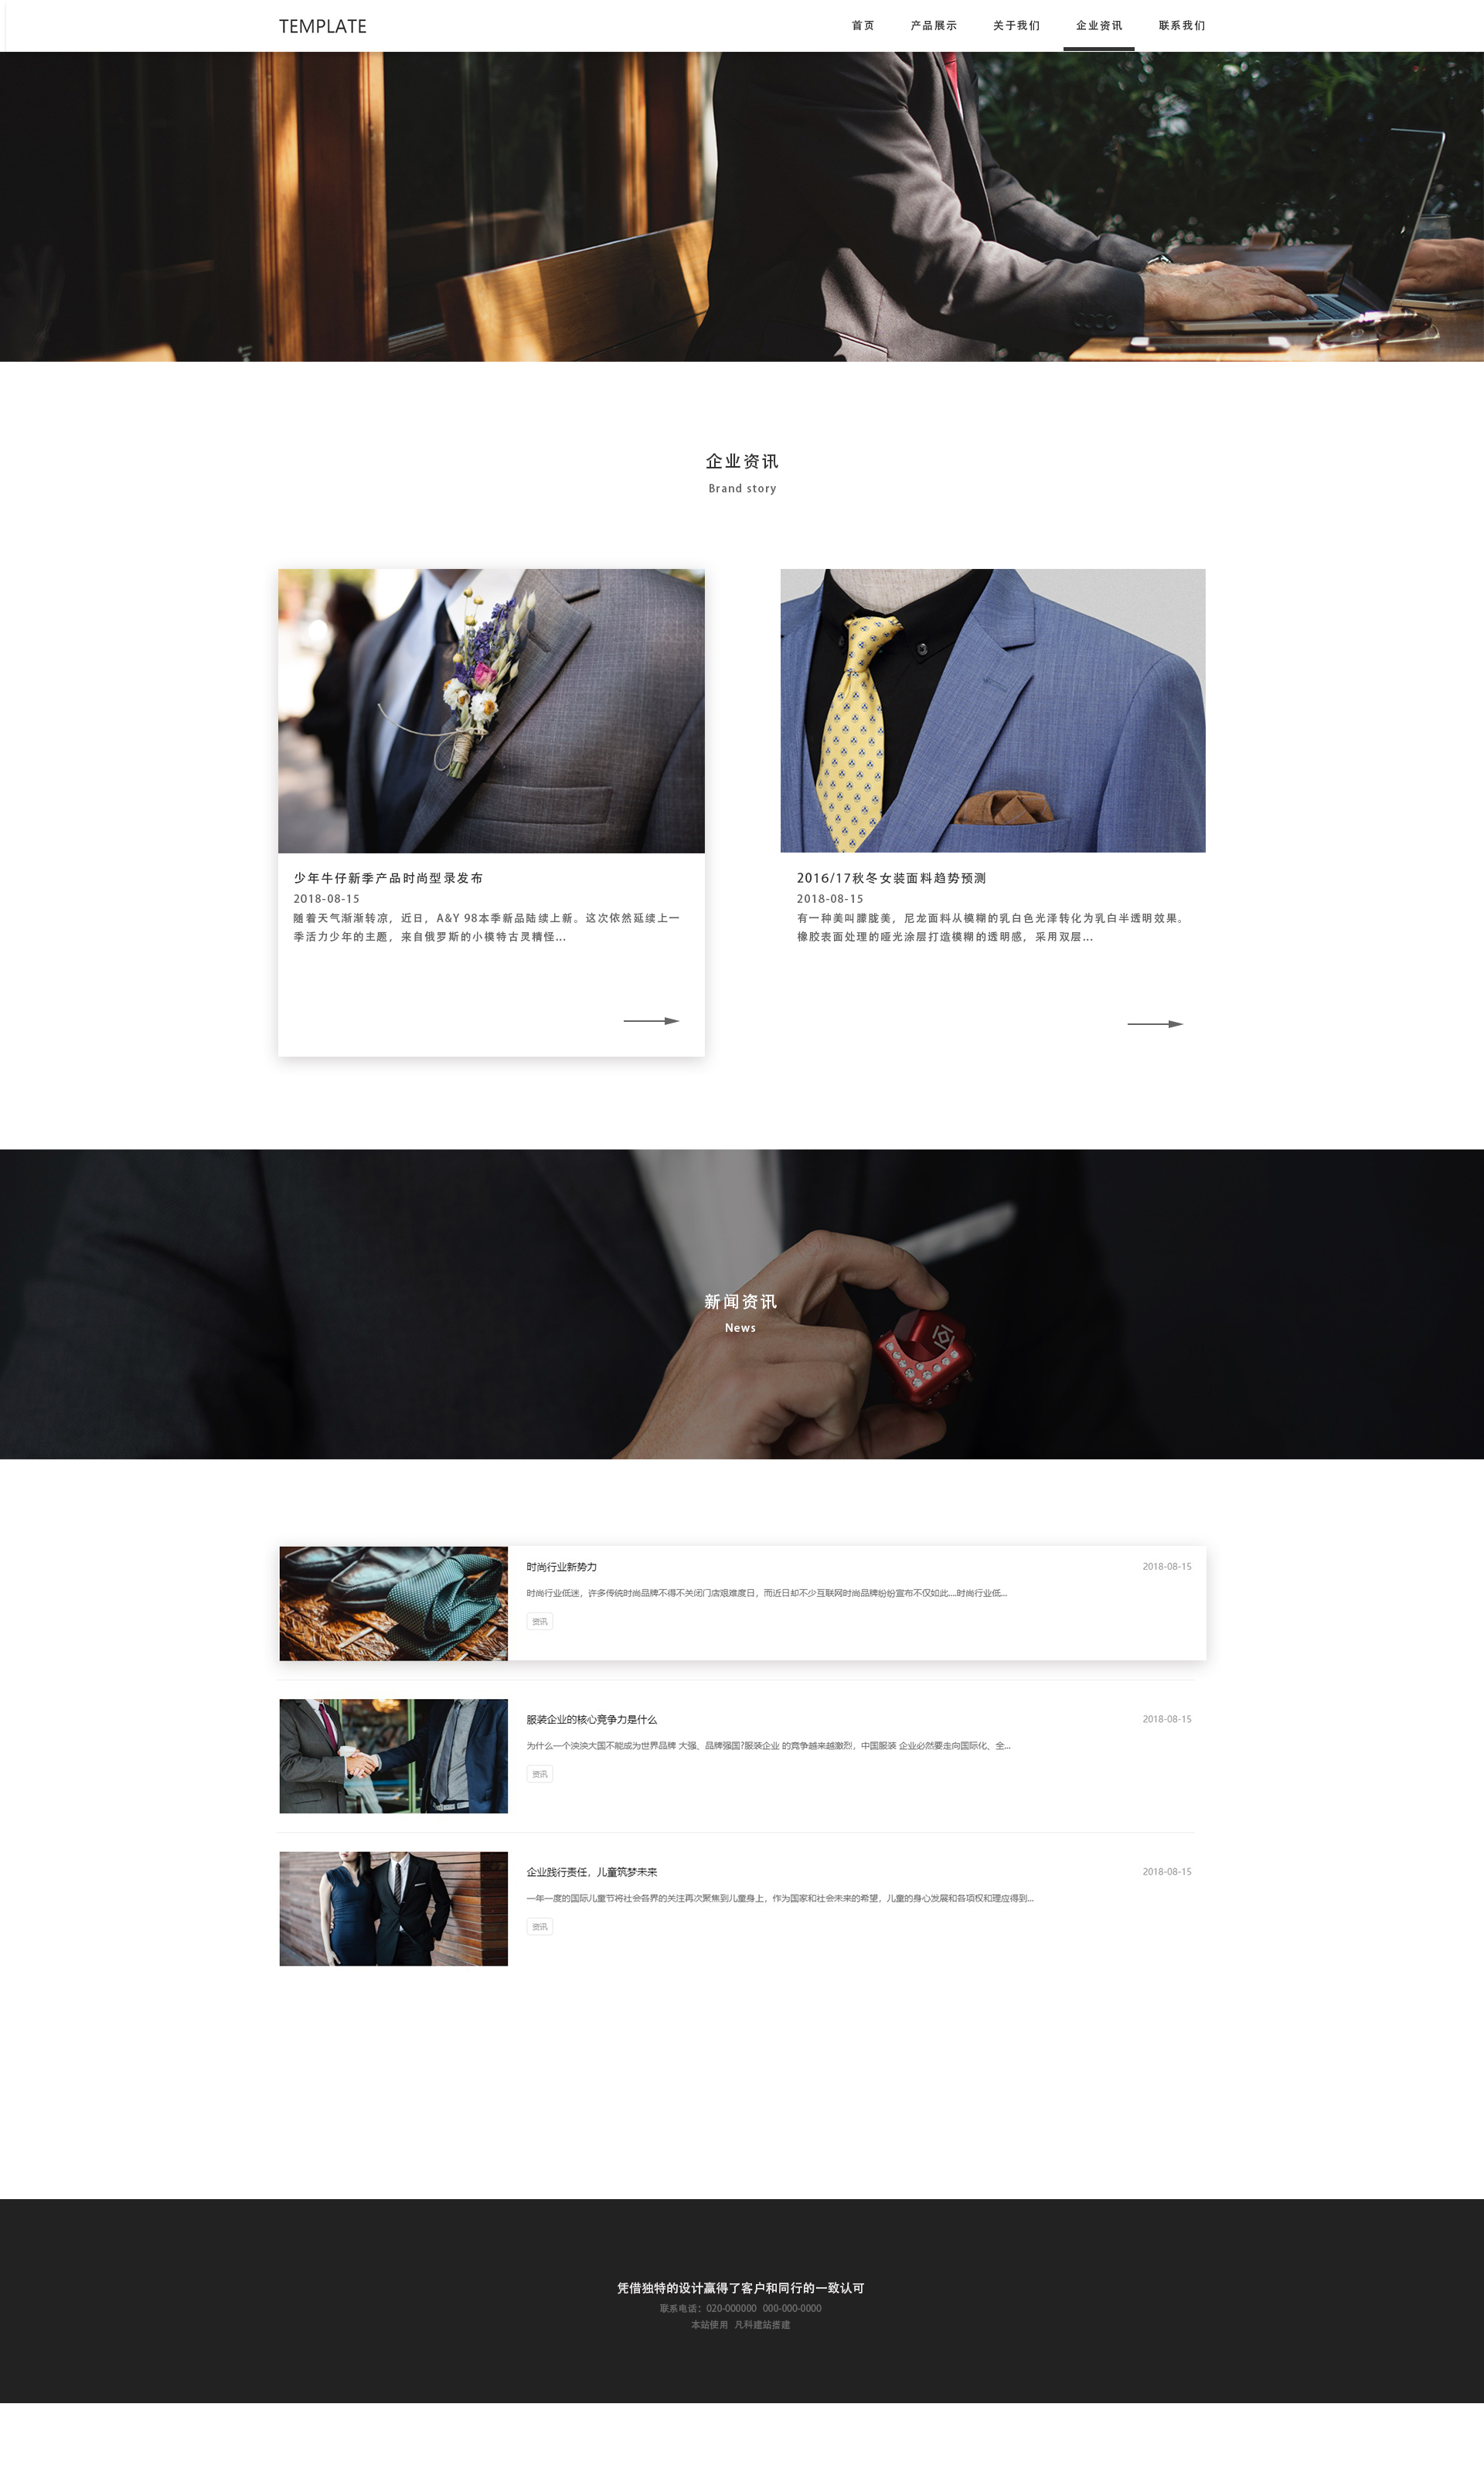 TEMPLATE
首页 产品展示 关于我们 企业资讯 联系我们
企业资讯
Brand story
少年牛仔新季产品时尚型录发布
2018-08-15
随着天气渐渐转凉，近日，A&Y 98本季新品陆续上新。这次依然延续上一
季活力少年的主题，来自俄罗斯的小模特古灵精怪...
2016/17秋冬女装面料趋势预测
2018-08-15
有一种美叫朦胧美，尼龙面料从模糊的乳白色光泽转化为乳白半透明效果。
橡胶表面处理的哑光涂层打造模糊的透明感，采用双层...
新闻资讯
News
时尚行业新势力 2018-08-15
时尚行业低迷，许多传统时尚品牌不得不关闭门店艰难度日，而近日却不少互联网时尚品牌纷纷宣布不仅如此....时尚行业低...
资讯
服装企业的核心竞争力是什么 2018-08-15
为什么一个泱泱大国不能成为世界品牌 大强、品牌强国?服装企业 的竞争越来越激烈，中国服装 企业必然要走向国际化、全...
资讯
企业践行责任，儿童筑梦未来 2018-08-15
一年一度的国际儿童节将社会各界的关注再次聚焦到儿童身上，作为国家和社会未来的希望，儿童的身心发展和各项权和理应得到...
资讯
凭借独特的设计赢得了客户和同行的一致认可
联系电话：020-000000 000-000-0000
本站使用 凡科建站搭建